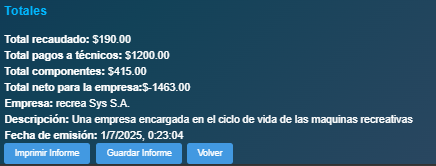 Totales
Total recaudado: $190.00
Total pagos a técnicos: $1200.00
Total componentes: $415.00
Total neto para la empresa:$-1463.00
Empresa: recrea Sys S.A.
Descripción: Una empresa encargada en el ciclo de vida de las maquinas recreativas
Fecha de emisión: 1/7/2025, 0:23:04
Imprimir Informe Guardar Informe Volver